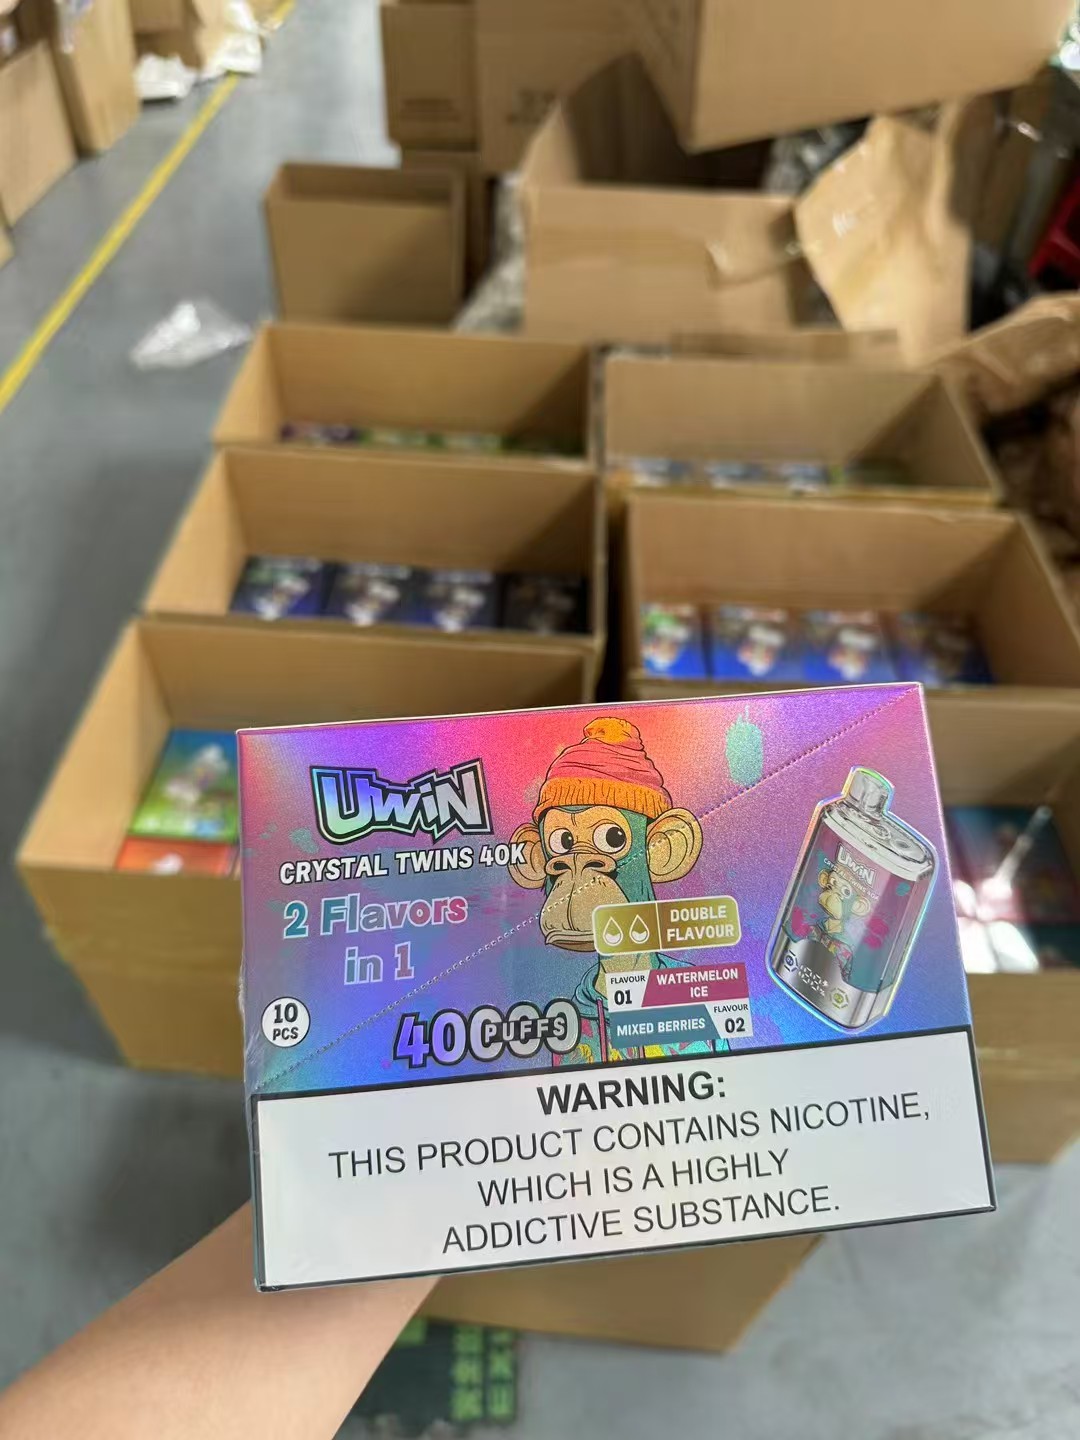 UWiN
CRYSTAL TWINS 40K
2 Flavors
in 1
10
PCS
40000
PUFFS
DOUBLE
FLAVOUR
FLAVOUR
01
WATERMELON
ICE
MIXED BERRIES
FLAVOUR
02
UWiN
WARNING:
THIS PRODUCT CONTAINS NICOTINE,
WHICH IS A HIGHLY
ADDICTIVE SUBSTANCE.